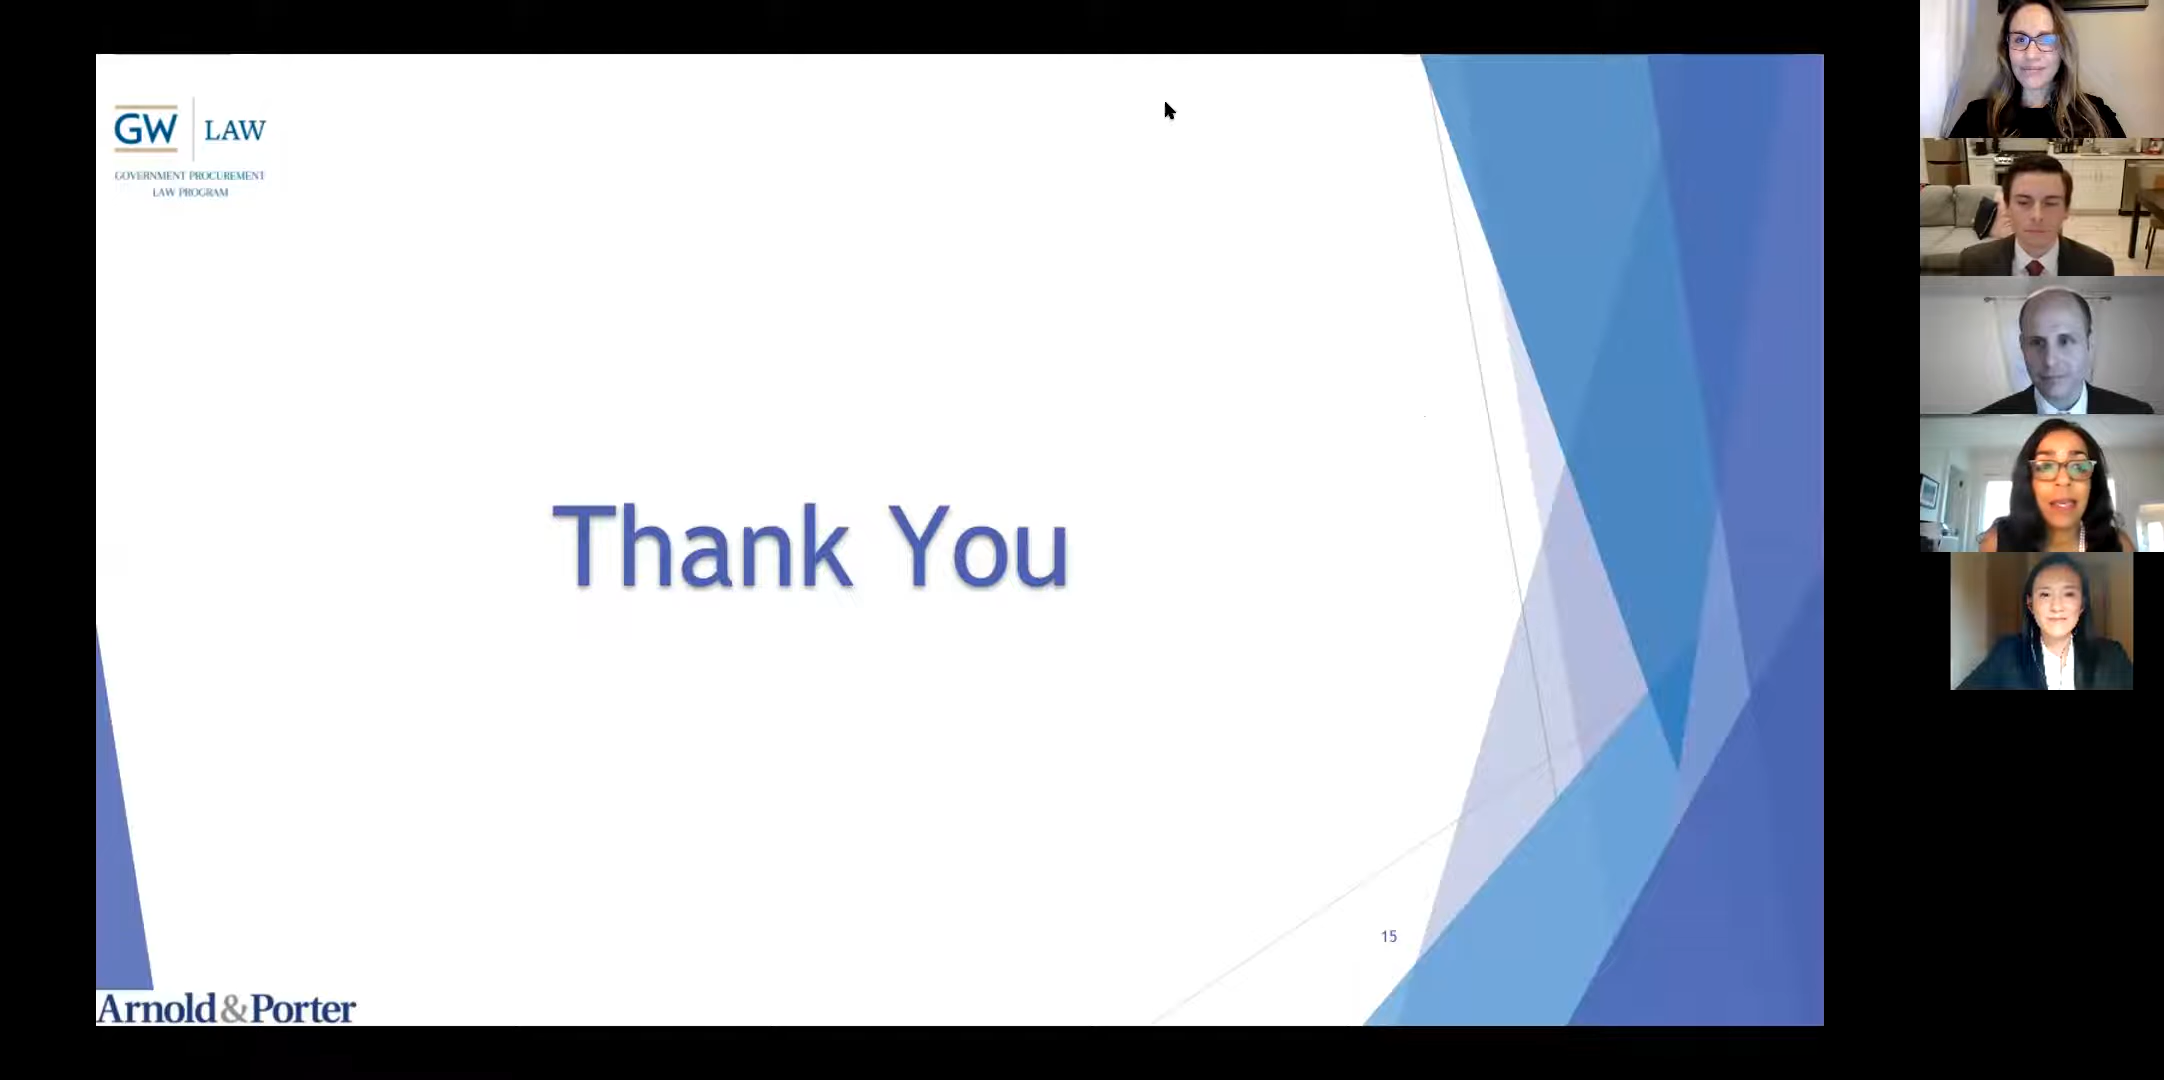 GW LAW
GOVERNMENT PROCUREMENT
LAW PROGRAM
Thank You
15
Arnold&Porter